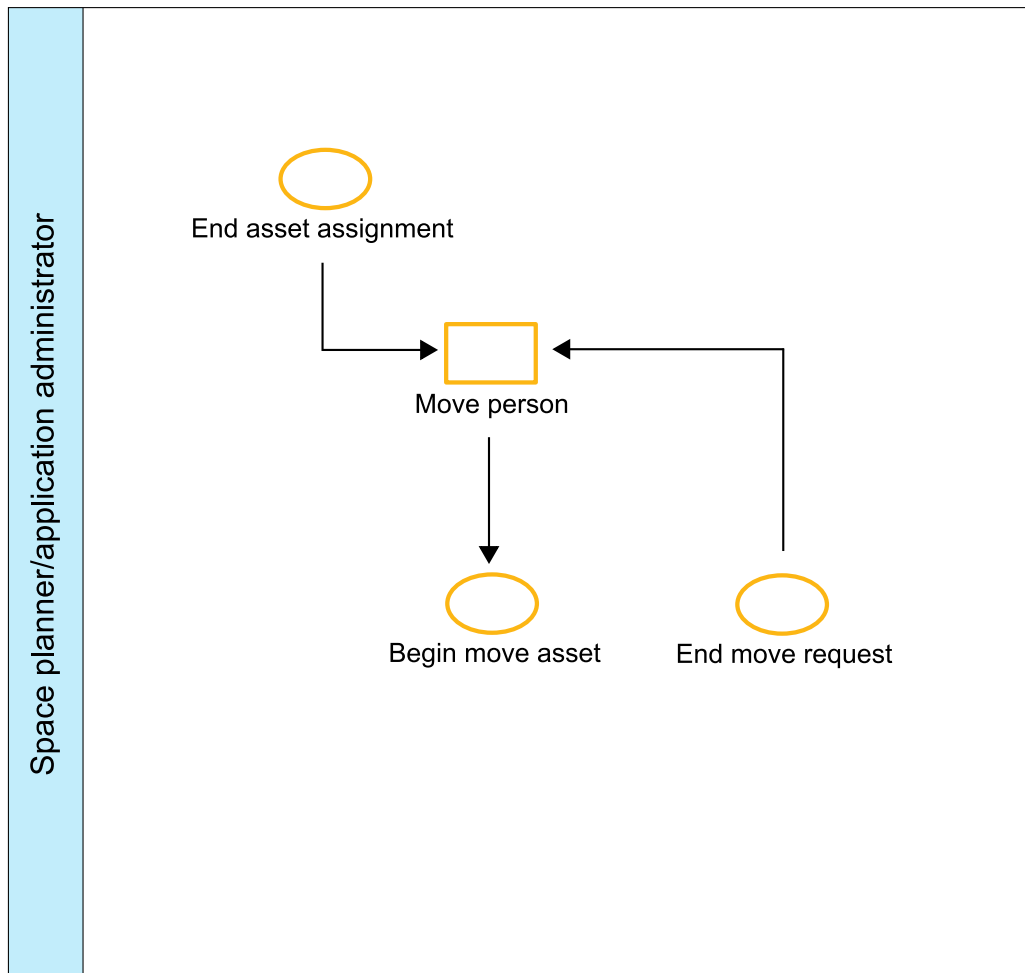 Space planner/application administrator
End asset assignment
Move person
Begin move asset
End move request